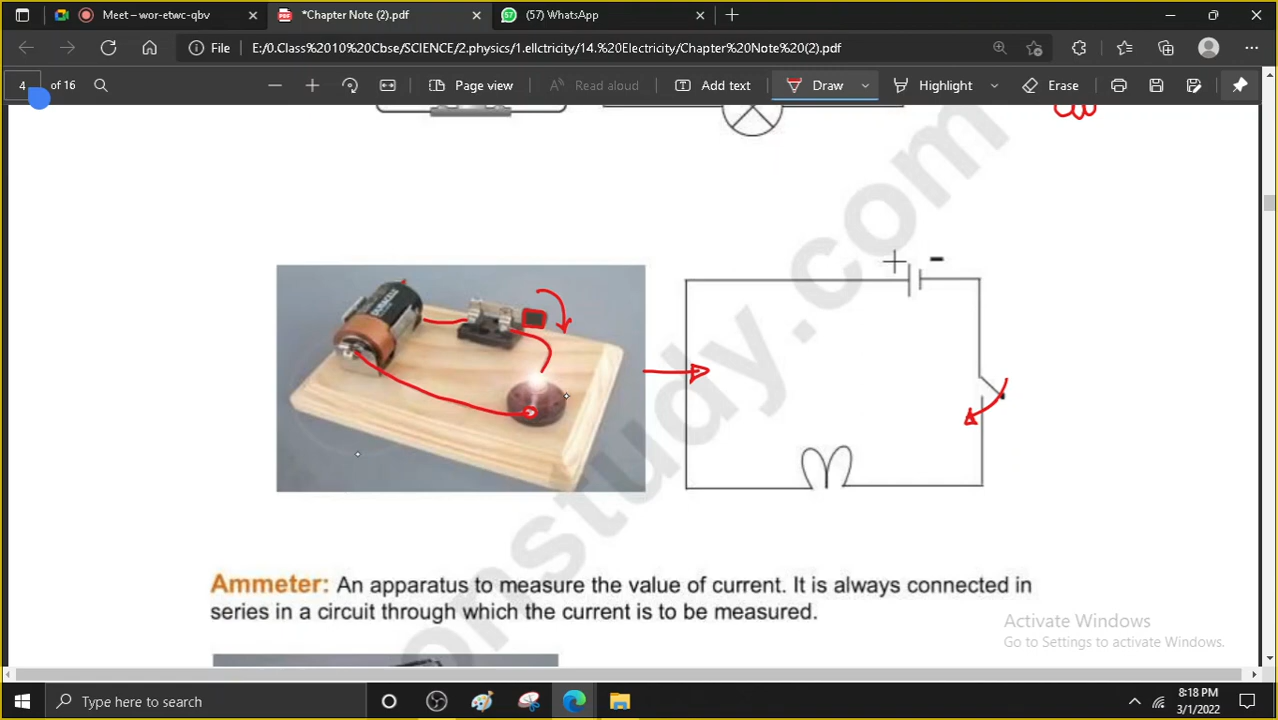 Meet – wor-etwc-qbv
*Chapter Note (2).pdf
(57) WhatsApp
File
E:/0.Class%2010%20Cbse/SCIENCE/2.physics/1.ellctricity/14.%20Electricity/Chapter%20Note%20(2).pdf
4
of 16
Page view
Read aloud
Add text
Draw
Highlight
Erase
onstudy.com
DURACELL
+ -
Ammeter: An apparatus to measure the value of current. It is always connected in
series in a circuit through which the current is to be measured.
Activate Windows
Go to Settings to activate Windows.
Type here to search
8:18 PM
3/1/2022